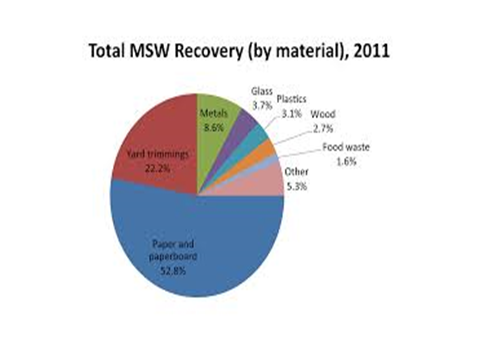 Total MSW Recovery (by material), 2011
Glass
3.7%
Plastics
3.1%
Metals
8.6%
Wood
2.7%
Food waste
1.6%
Yard trimmings
22.2%
Other
5.3%
Paper and
paperboard
52.8%